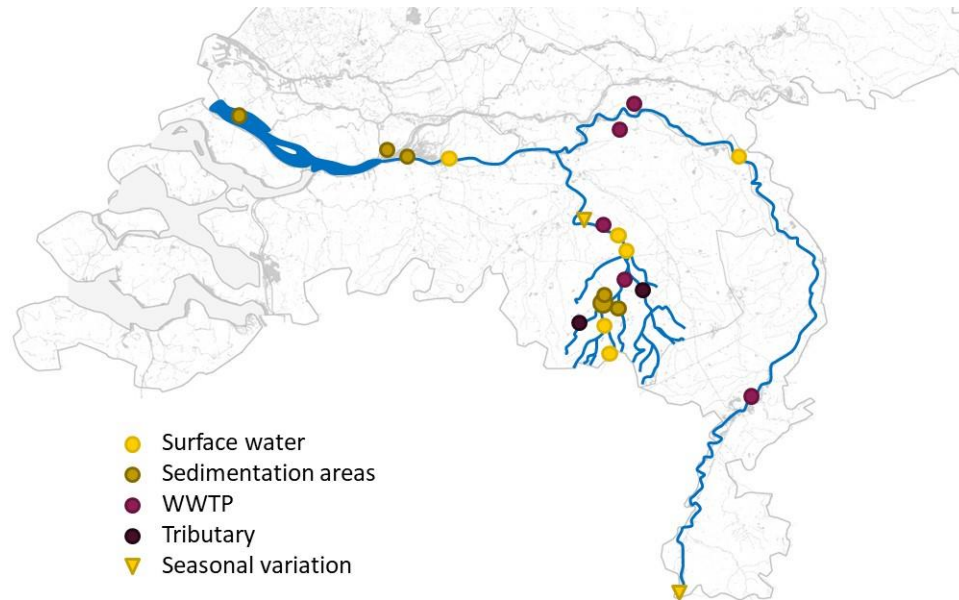 Surface water
Sedimentation areas
WWTP
Tributary
Seasonal variation